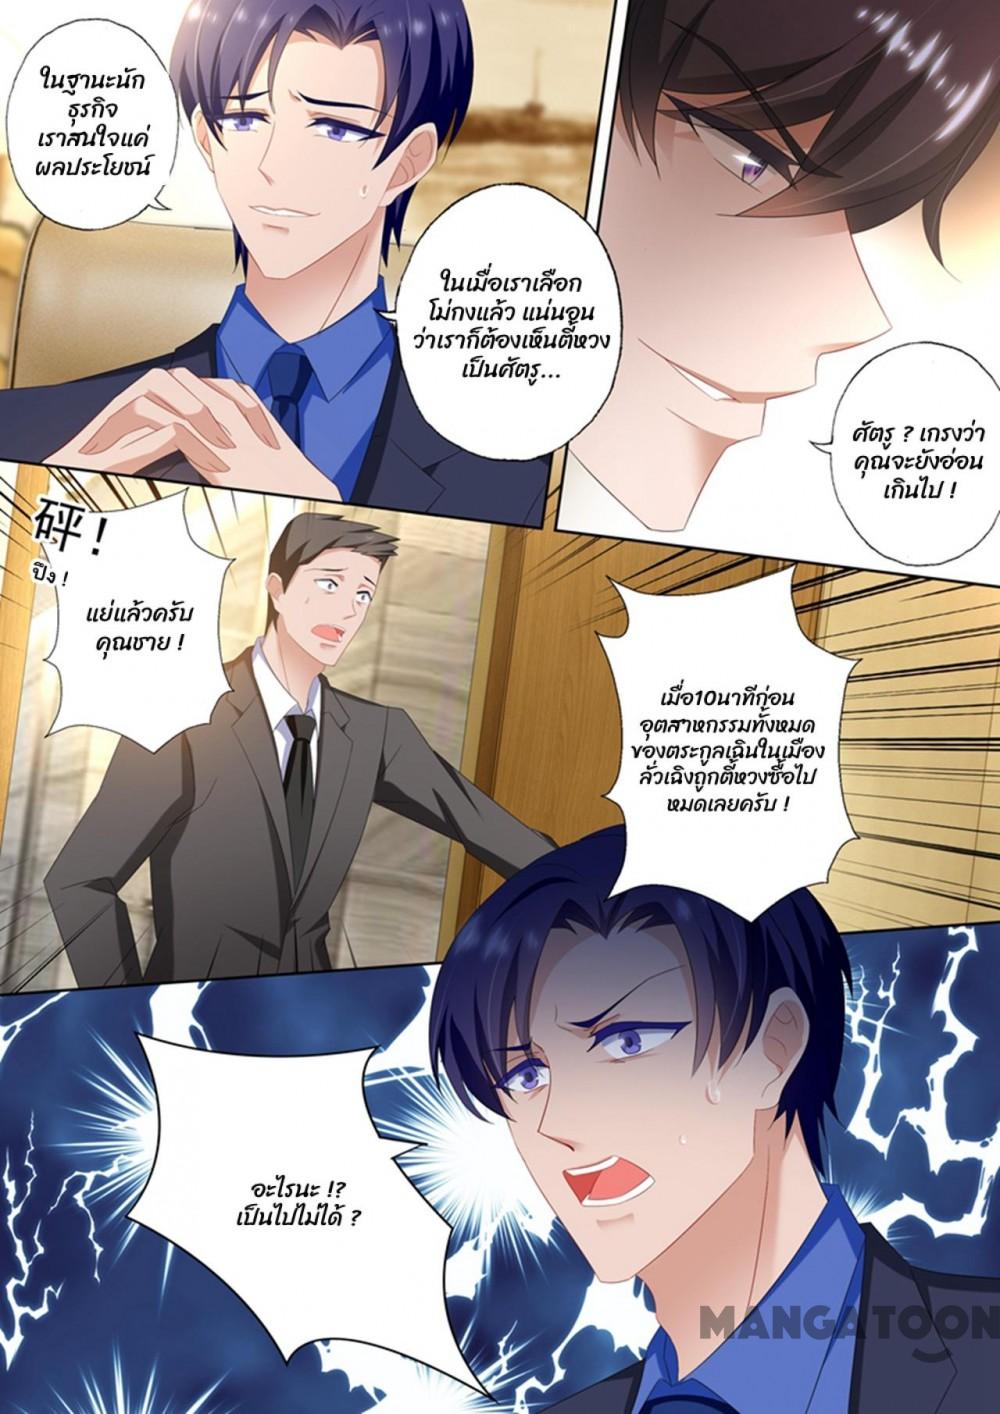 ในฐานะนัก
ธุรกิจ
เราสนใจแค่
ผลประโยชน์
ในเมื่อเราเลือก
โม่กงแล้ว แน่นอน
ว่าเราก็ต้องเห็นตี้หวง
เป็นศัตรู...
ศัตรู ? เกรงว่า
คุณจะยังอ่อน
เกินไป !
砰！
ปึง !
แย่แล้วครับ
คุณชาย !
เมื่อ10นาทีก่อน
อุตสาหกรรมทั้งหมด
ของตระกูลเฉินในเมือง
ลั่วเฉิงถูกตี้หวงซื้อไป
หมดเลยครับ !
อะไรนะ !?
เป็นไปไม่ได้ ?
MANGATOON